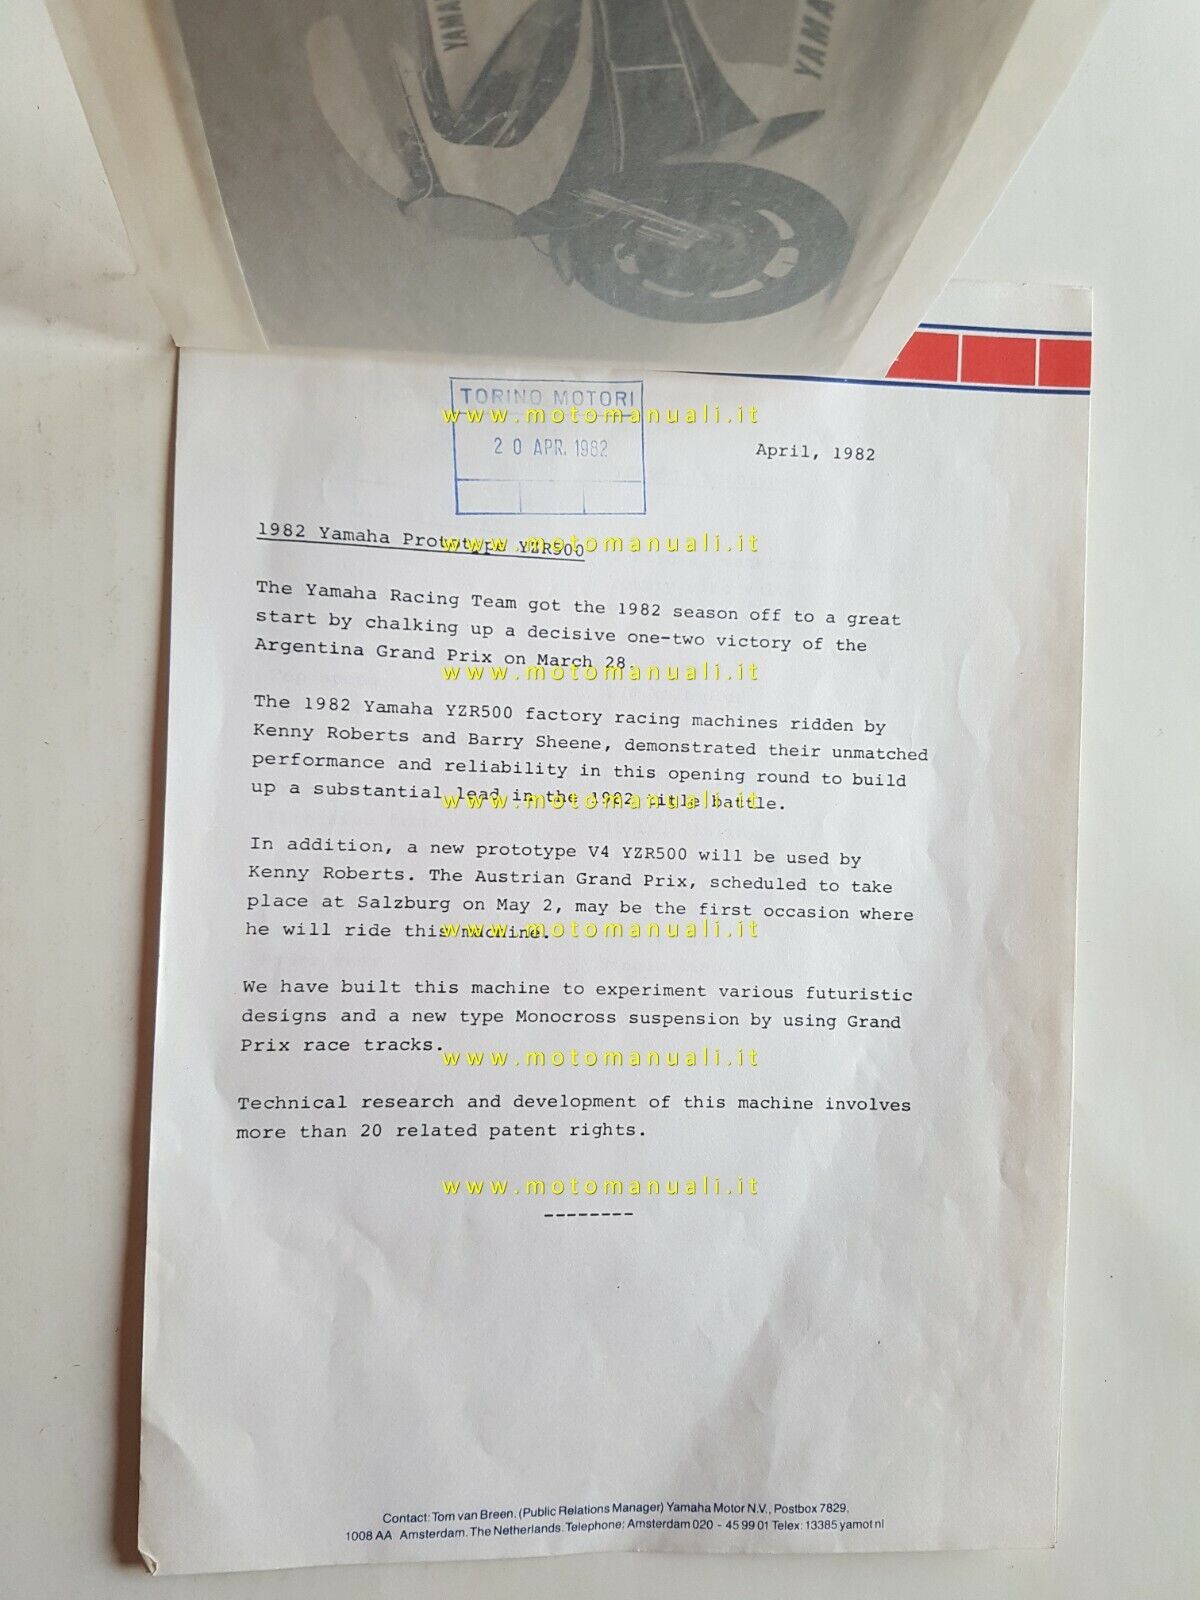 YAMA
YAMA
TORINO MOTORI
www.motomanuali.it
20 APR. 1982
April, 1982
1982 Yamaha Prototype YZR500
www.motomanuali.it
The Yamaha Racing Team got the 1982 season off to a great
start by chalking up a decisive one-two victory of the
Argentina Grand Prix on March 28.
www.motomanuali.it
The 1982 Yamaha YZR500 factory racing machines ridden by
Kenny Roberts and Barry Sheene, demonstrated their unmatched
performance and reliability in this opening round to build
up a substantial lead in the 1982 title battle.
www.motomanuali.it
In addition, a new prototype V4 YZR500 will be used by
Kenny Roberts. The Austrian Grand Prix, scheduled to take
place at Salzburg on May 2, may be the first occasion where
he will ride this machine.
www.motomanuali.it
We have built this machine to experiment various futuristic
designs and a new type Monocross suspension by using Grand
Prix race tracks.
www.motomanuali.it
Technical research and development of this machine involves
more than 20 related patent rights.
www.motomanuali.it
--------
Contact: Tom van Breen. (Public Relations Manager) Yamaha Motor N.V., Postbox 7829,
1008 AA Amsterdam. The Netherlands. Telephone: Amsterdam 020 - 45 99 01 Telex: 13385 yamot nl